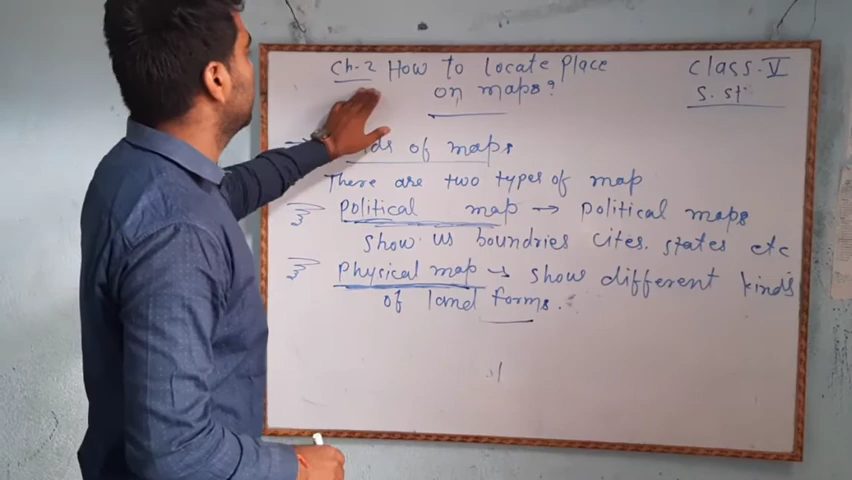 Ch-2 How to locate place
on maps?
Class-V
S. st
ds of maps
There are two types of map
Political map → Political maps
show us boundries cites. states etc
Physical map → show different kinds
of land forms.